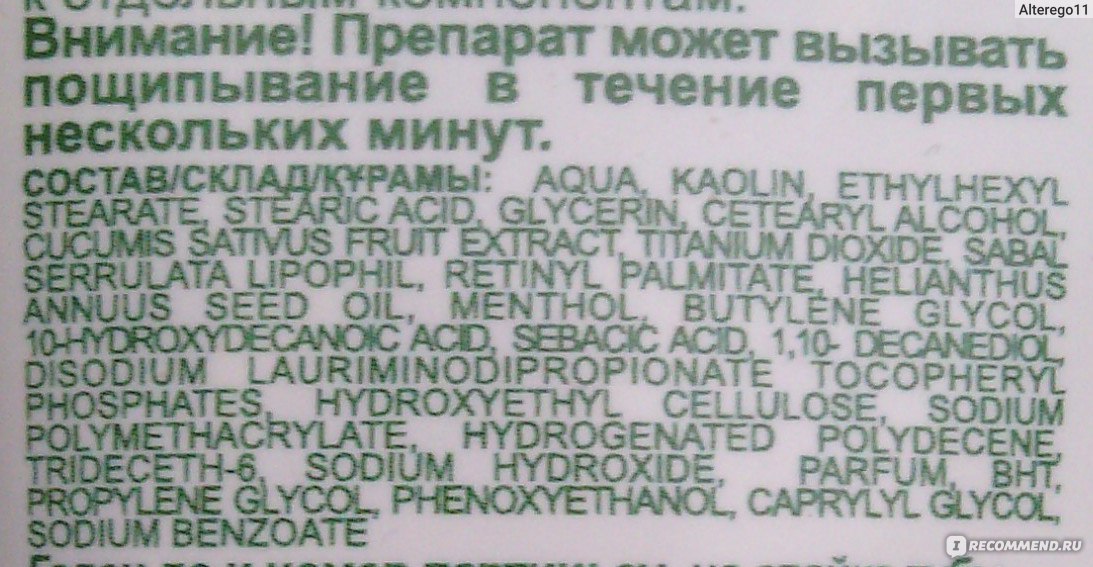 Alterego11
к отдельным компонентам.
Внимание! Препарат может вызывать
пощипывание в течение первых
нескольких минут.
СОСТАВ/СКЛАД/ҚҰРАМЫ: AQUA, KAOLIN, ETHYLHEXYL
STEARATE, STEARIC ACID, GLYCERIN, CETEARYL ALCOHOL,
CUCUMIS SATIVUS FRUIT EXTRACT, TITANIUM DIOXIDE, SABAL
SERRULATA LIPOPHIL, RETINYL PALMITATE, HELIANTHUS
ANNUUS SEED OIL, MENTHOL, BUTYLENE GLYCOL,
10-HYDROXYDECANOIC ACID, SEBACIC ACID, 1,10- DECANEDIOL,
DISODIUM LAURIMINODIPROPIONATE TOCOPHERYL
PHOSPHATES, HYDROXYETHYL CELLULOSE, SODIUM
POLYMETHACRYLATE, HYDROGENATED POLYDECENE,
TRIDECETH-6, SODIUM HYDROXIDE, PARFUM, BHT,
PROPYLENE GLYCOL, PHENOXYETHANOL, CAPRYLYL GLYCOL,
SODIUM BENZOATE
IRECOMMEND.RU